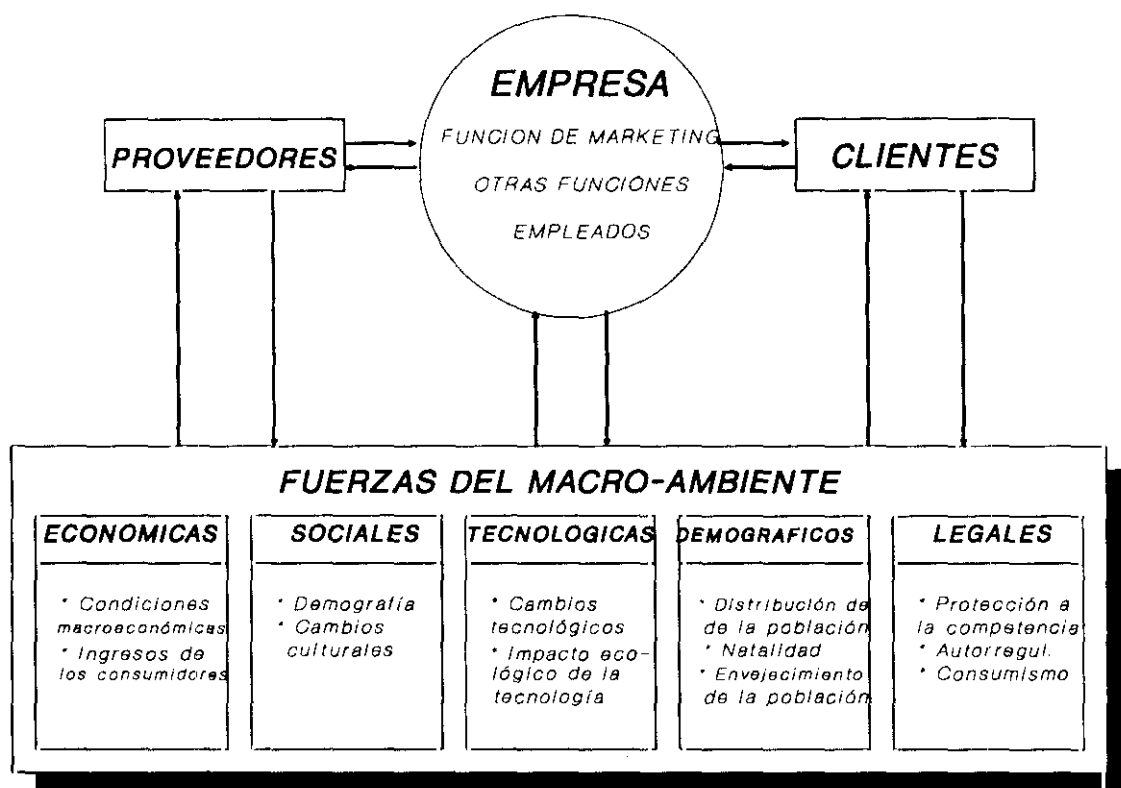 EMPRESA
FUNCION DE MARKETING
OTRAS FUNCIONES
EMPLEADOS
PROVEEDORES
CLIENTES
FUERZAS DEL MACRO-AMBIENTE
ECONOMICAS
* Condiciones
macroeconómicas
* Ingresos de
los consumidores
SOCIALES
* Demografía
* Cambios
culturales
TECNOLOGICAS
* Cambios
tecnológicos
* Impacto eco-
lógico de la
tecnología
DEMOGRAFICOS
* Distribución de
de la población
* Natalidad
* Envejecimiento
de la población
LEGALES
* Protección a
la competencia
* Autorregul.
* Consumismo